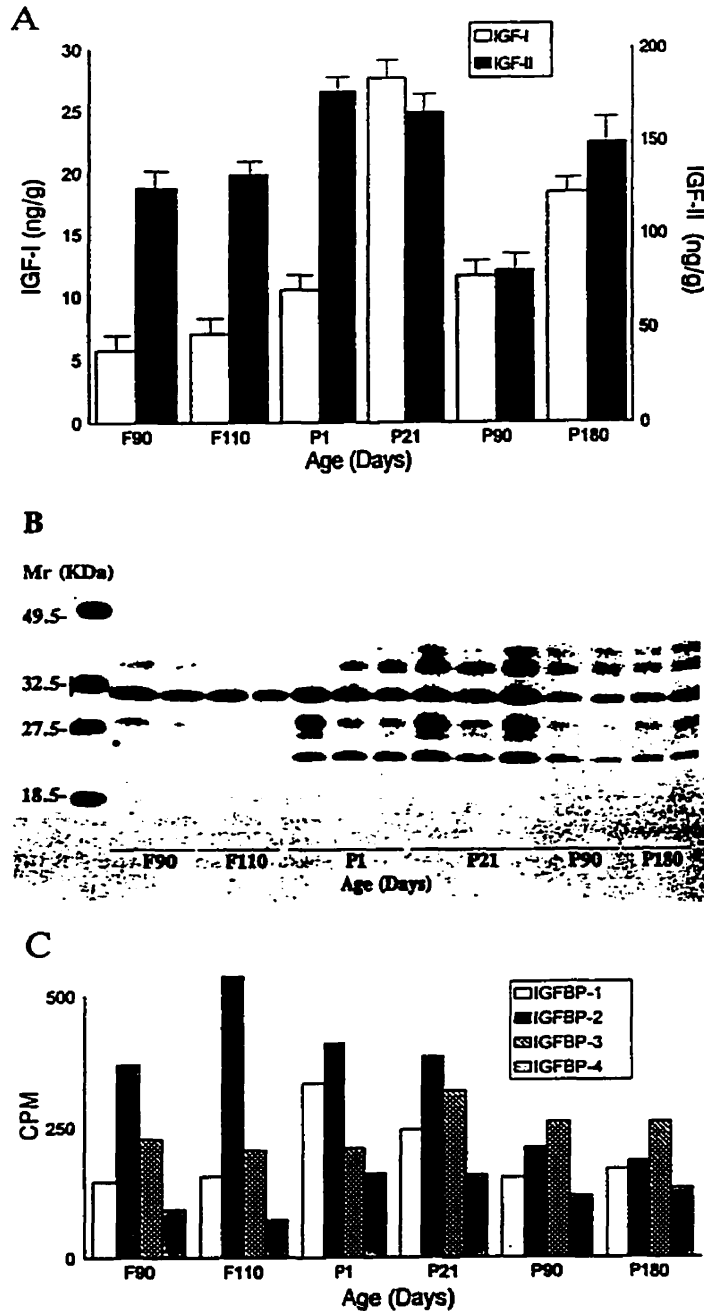 A
IGF-I
IGF-II
30
25
20
15
10
5
0
IGF-I (ng/g)
200
150
100
50
0
IGF-II (ng/g)
F90 F110 P1 P21 P90 P180
Age (Days)
B
Mr (KDa)
49.5-
32.5-
27.5-
18.5-
F90 F110 P1 P21 P90 P180
Age (Days)
C
IGFBP-1
IGFBP-2
IGFBP-3
IGFBP-4
500
250
0
CPM
F90 F110 P1 P21 P90 P180
Age (Days)